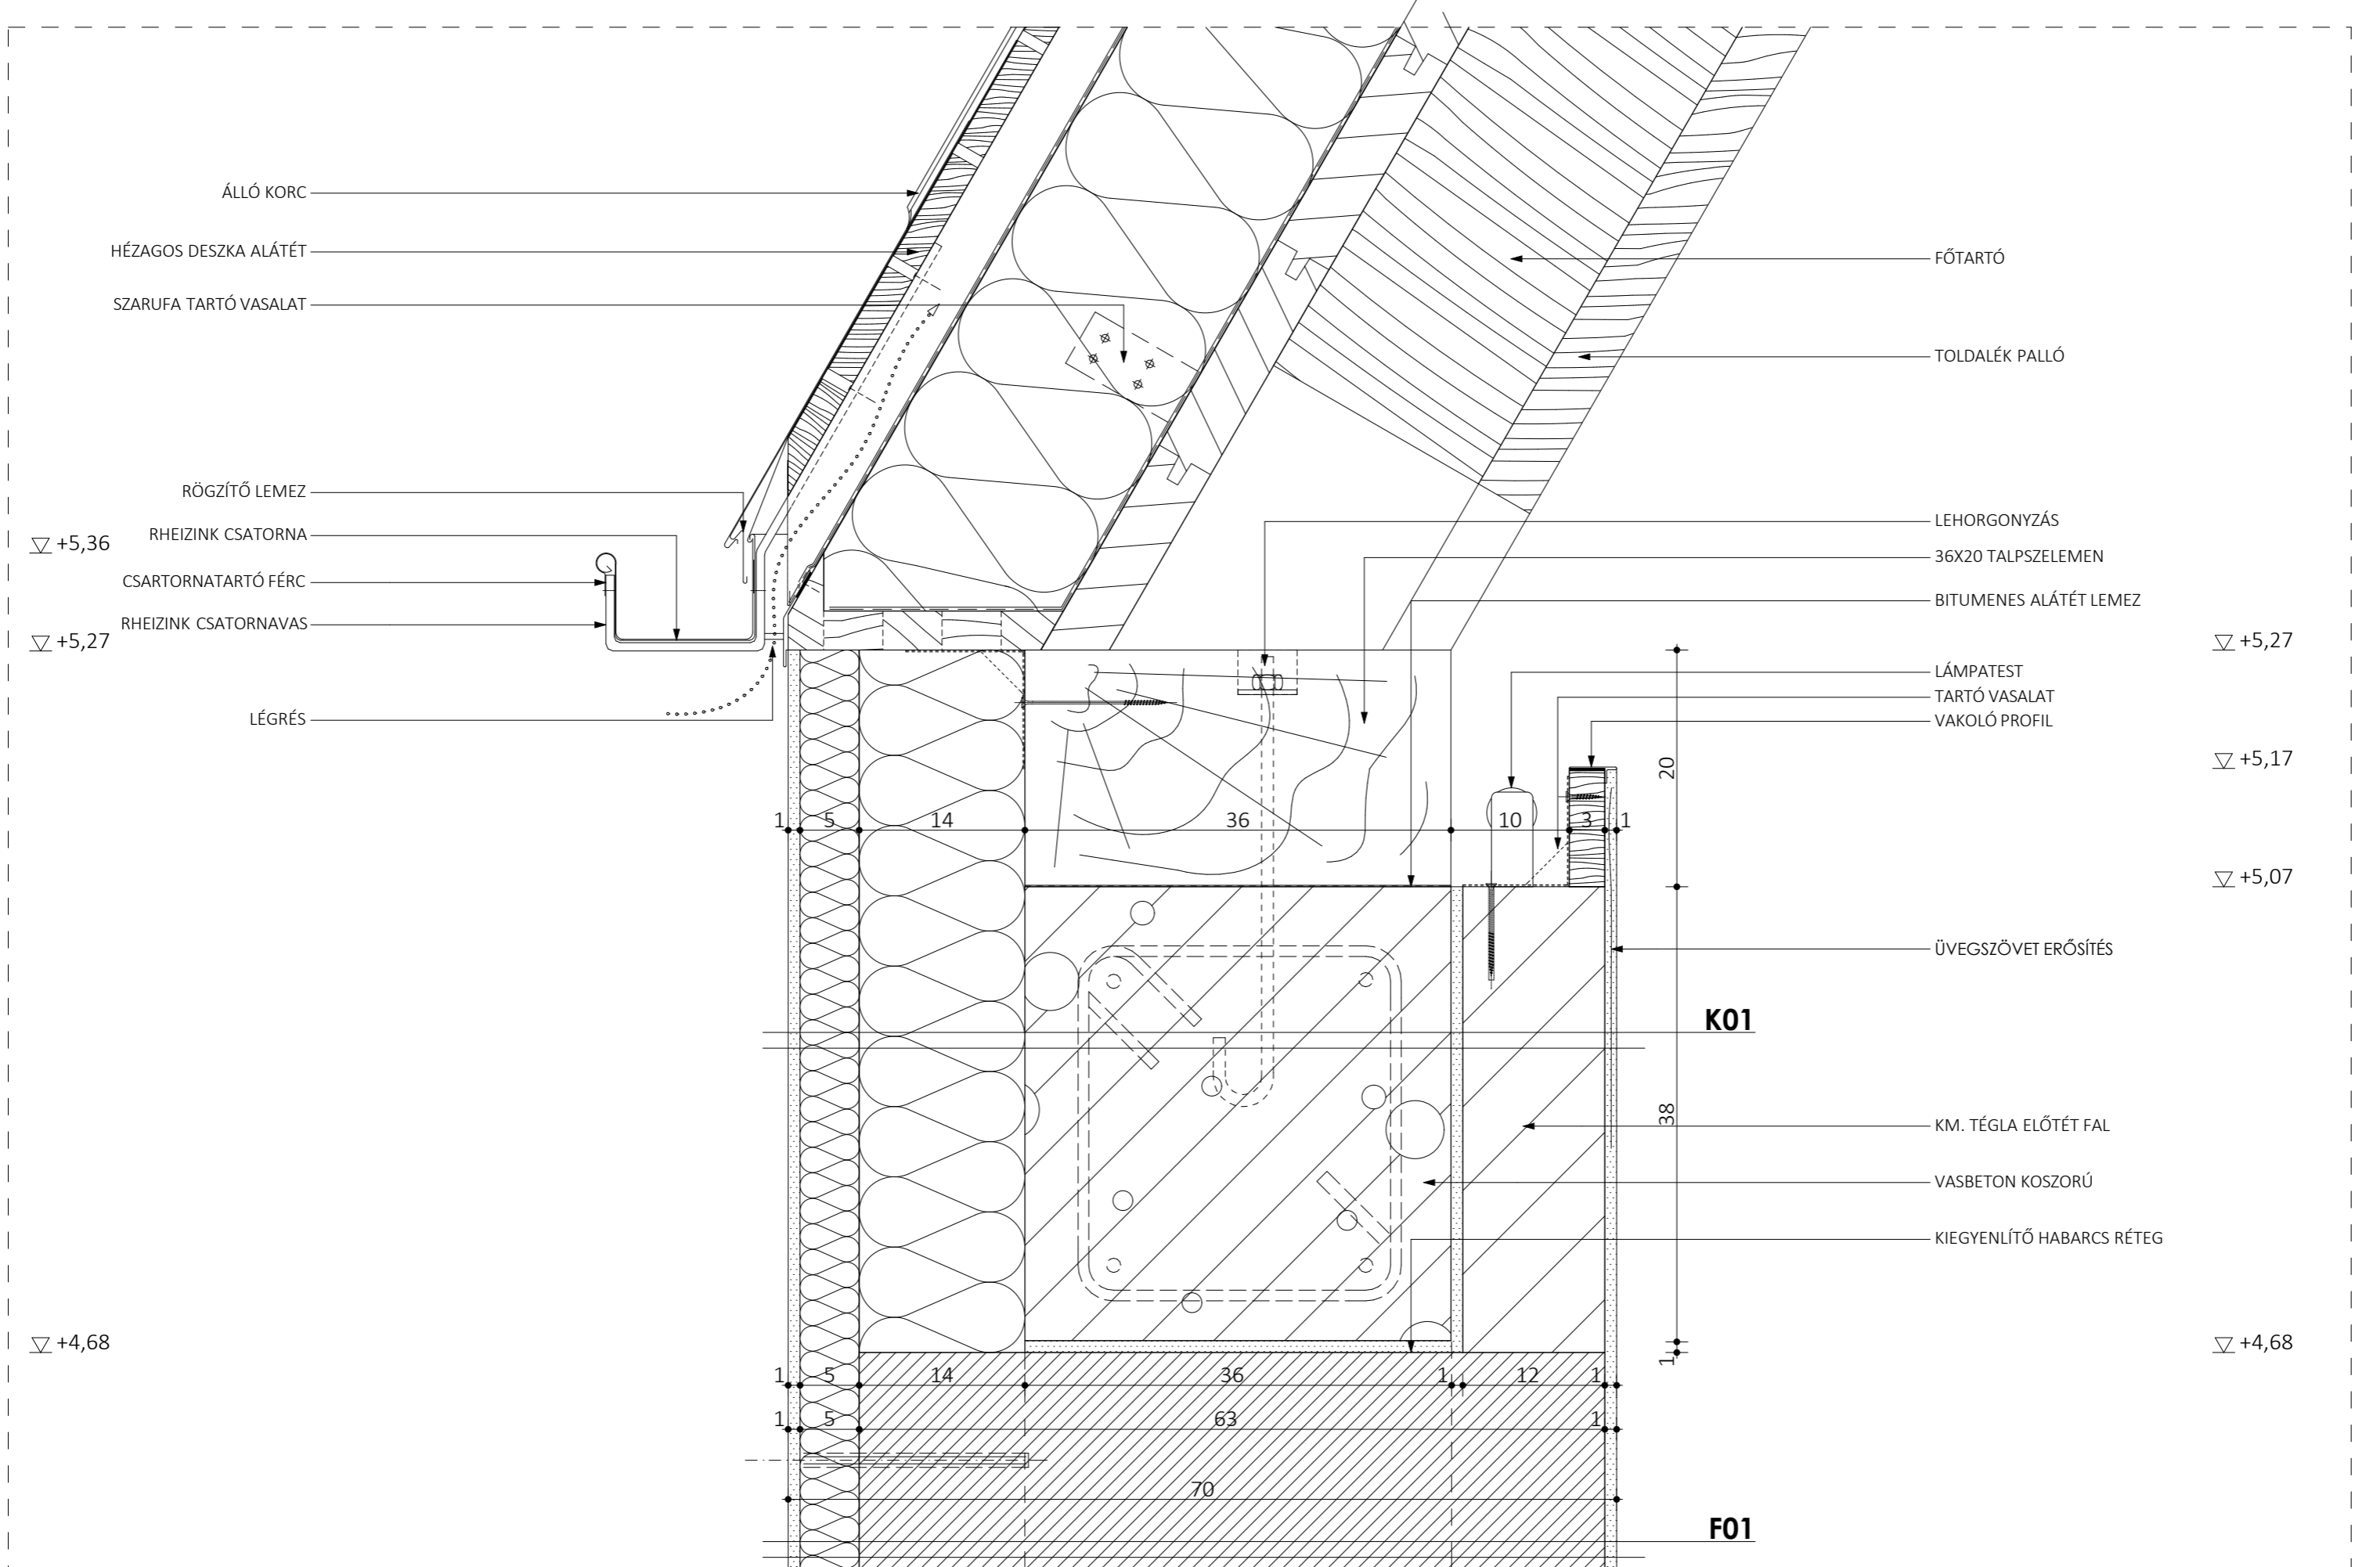 ÁLLÓ KORC
HÉZAGOS DESZKA ALÁTÉT
SZARUFA TARTÓ VASALAT
RÖGZÍTŐ LEMEZ
RHEIZINK CSATORNA
+5,36
CSARTORNATARTÓ FÉRC
RHEIZINK CSATORNAVAS
+5,27
LÉGRÉS
+4,68
FŐTARTÓ
TOLDALÉK PALLÓ
LEHORGONYZÁS
36X20 TALPSZELEMEN
BITUMENES ALÁTÉT LEMEZ
+5,27
LÁMPATEST
TARTÓ VASALAT
VAKOLÓ PROFIL
+5,17
+5,07
ÜVEGSZÖVET ERŐSÍTÉS
KM. TÉGLA ELŐTÉT FAL
VASBETON KOSZORÚ
KIEGYENLÍTŐ HABARCS RÉTEG
+4,68
20
38
1
1 5 14 36 10 3 1
K01
1 5 14 36 1 12 1
1 5 63 1
70
F01